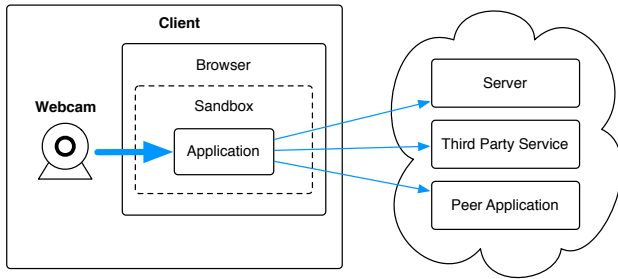 Client
Browser
Sandbox
Webcam
Application
Server
Third Party Service
Peer Application